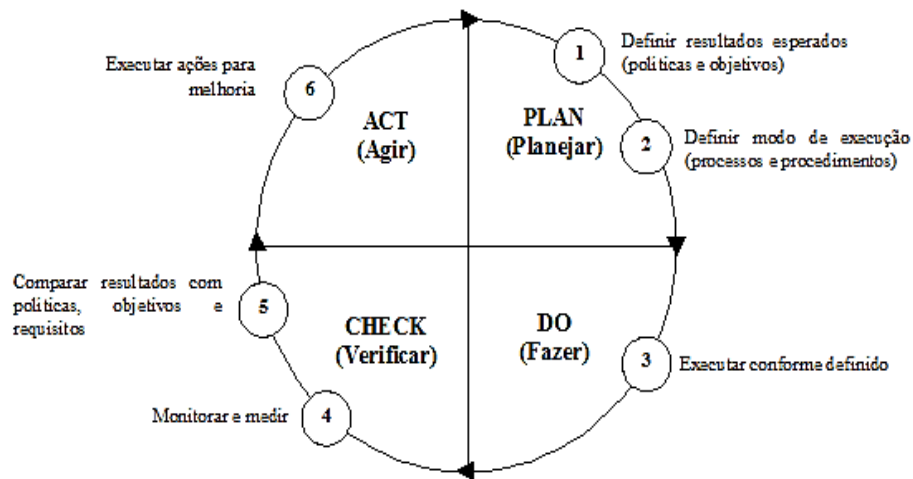 1
Definir resultados esperados
(políticas e objetivos)
2
Definir modo de execução
(processos e procedimentos)
PLAN
(Planejar)
3
Executar conforme definido
DO
(Fazer)
4
Monitorar e medir
5
Comparar resultados com
políticas, objetivos e
requisitos
CHECK
(Verificar)
6
Executar ações para
melhoria
ACT
(Agir)